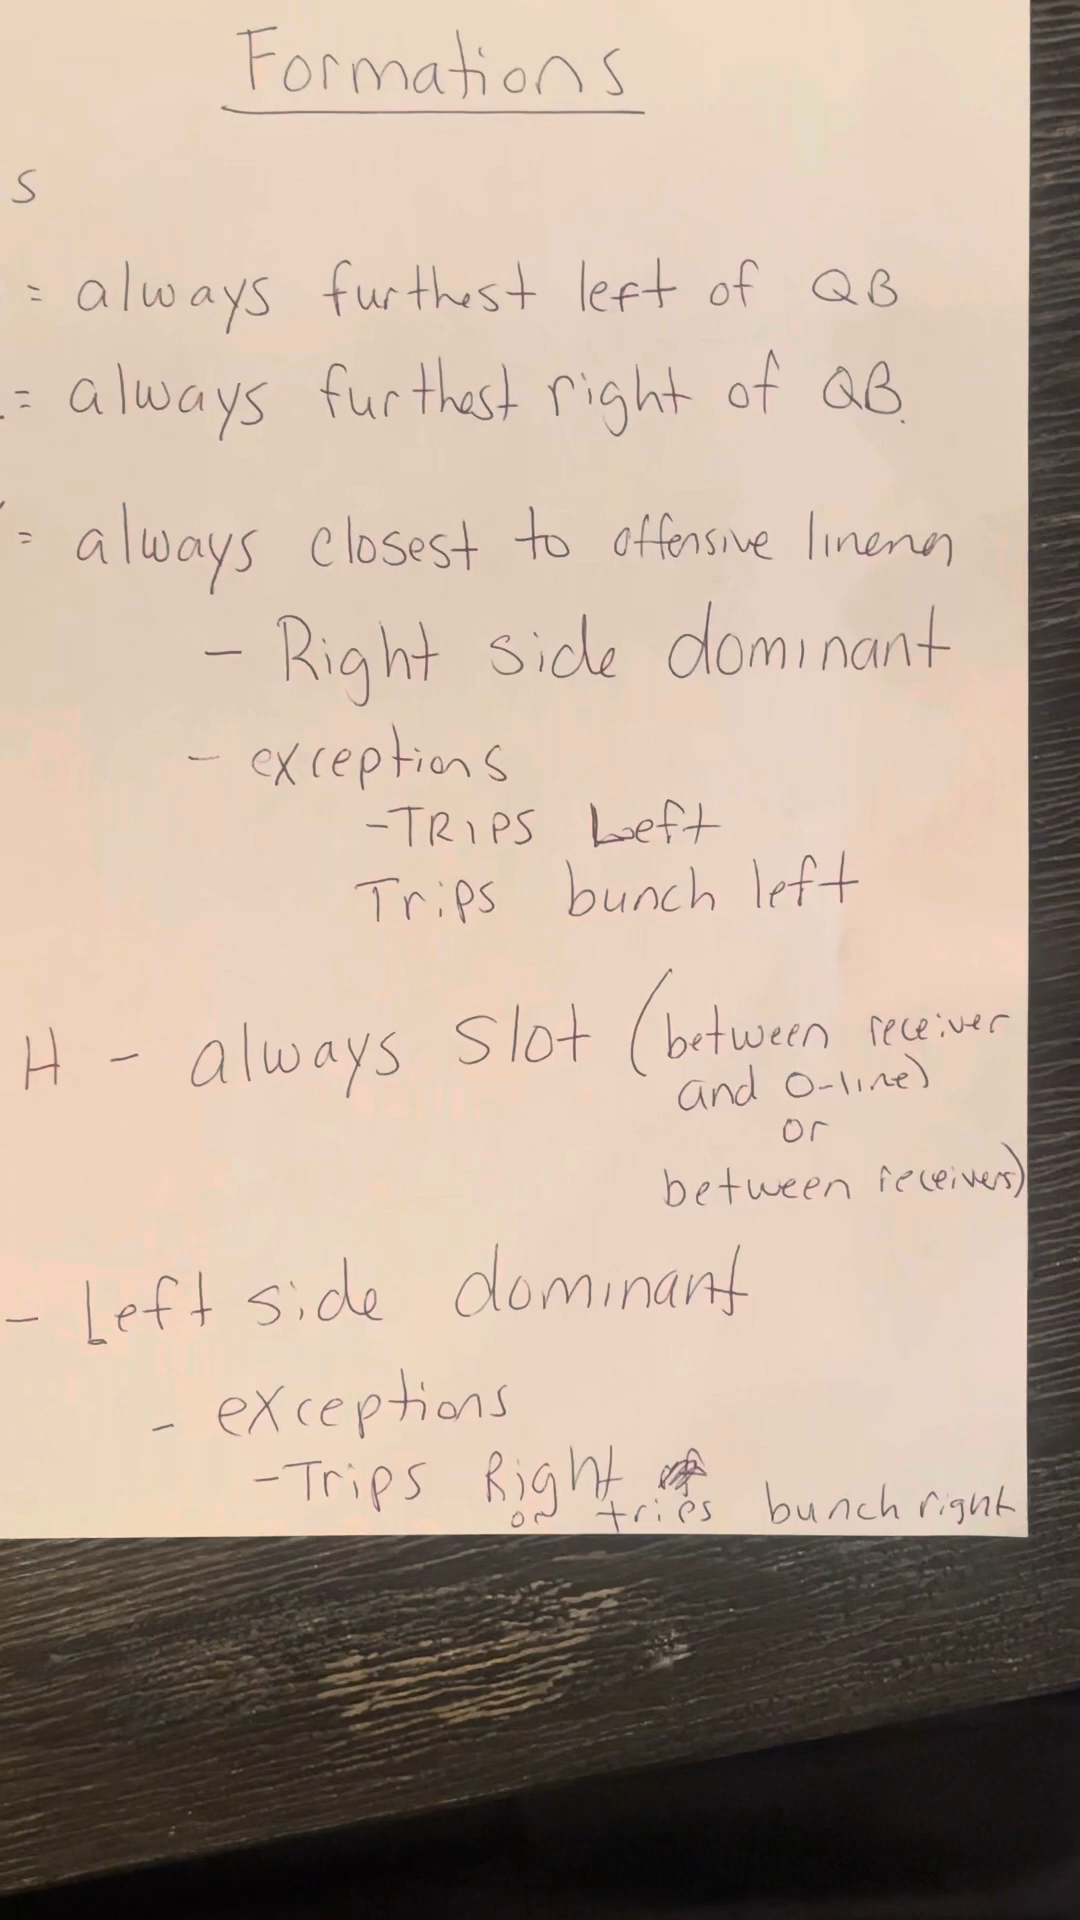 Formations
s
= always furthest left of QB
= always furthest right of QB.
= always closest to offensive linemen
- Right side dominant
- exceptions
-TRIPS Left
Trips bunch left
H - always slot (between receiver
and O-line)
or
between receivers)
- Left side dominant
- exceptions
-Trips Right
or trips bunch right